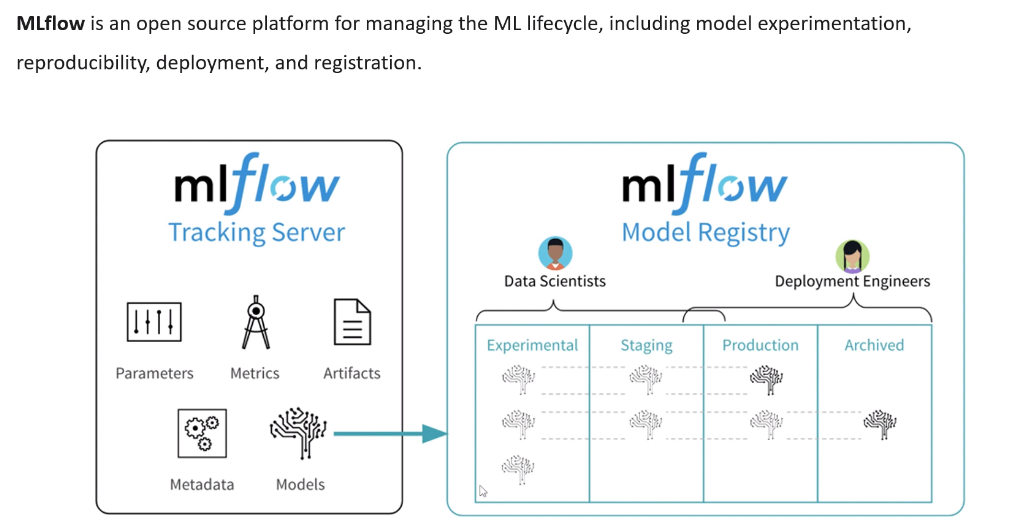 MLflow is an open source platform for managing the ML lifecycle, including model experimentation,
reproducibility, deployment, and registration.
mlflow
Tracking Server
Parameters
Metrics
Artifacts
Metadata
Models
mlflow
Model Registry
Data Scientists
Deployment Engineers
Experimental
Staging
Production
Archived